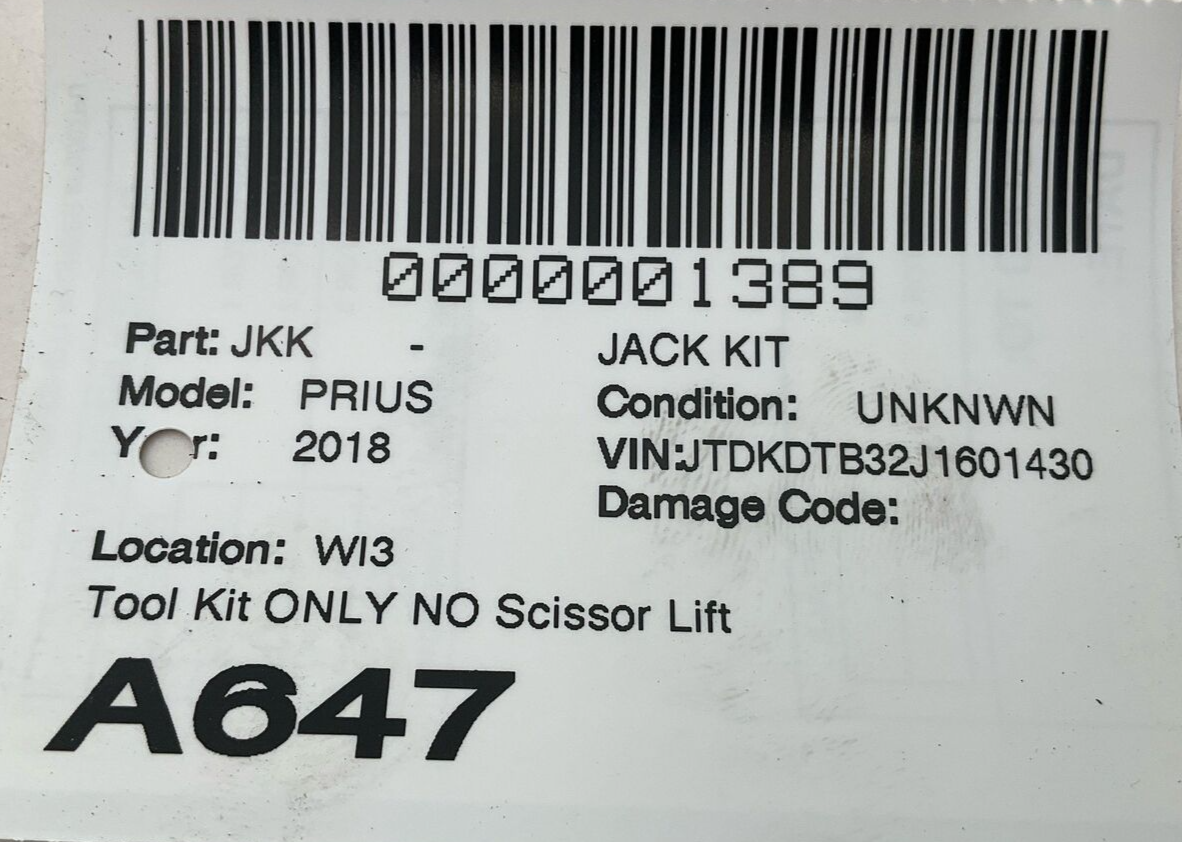 0000001389
Part: JKK - JACK KIT
Model: PRIUS Condition: UNKNWN
2018 VIN:JTDKDTB32J1601430
Damage Code:
Location: WI3
Tool Kit ONLY NO Scissor Lift
A647